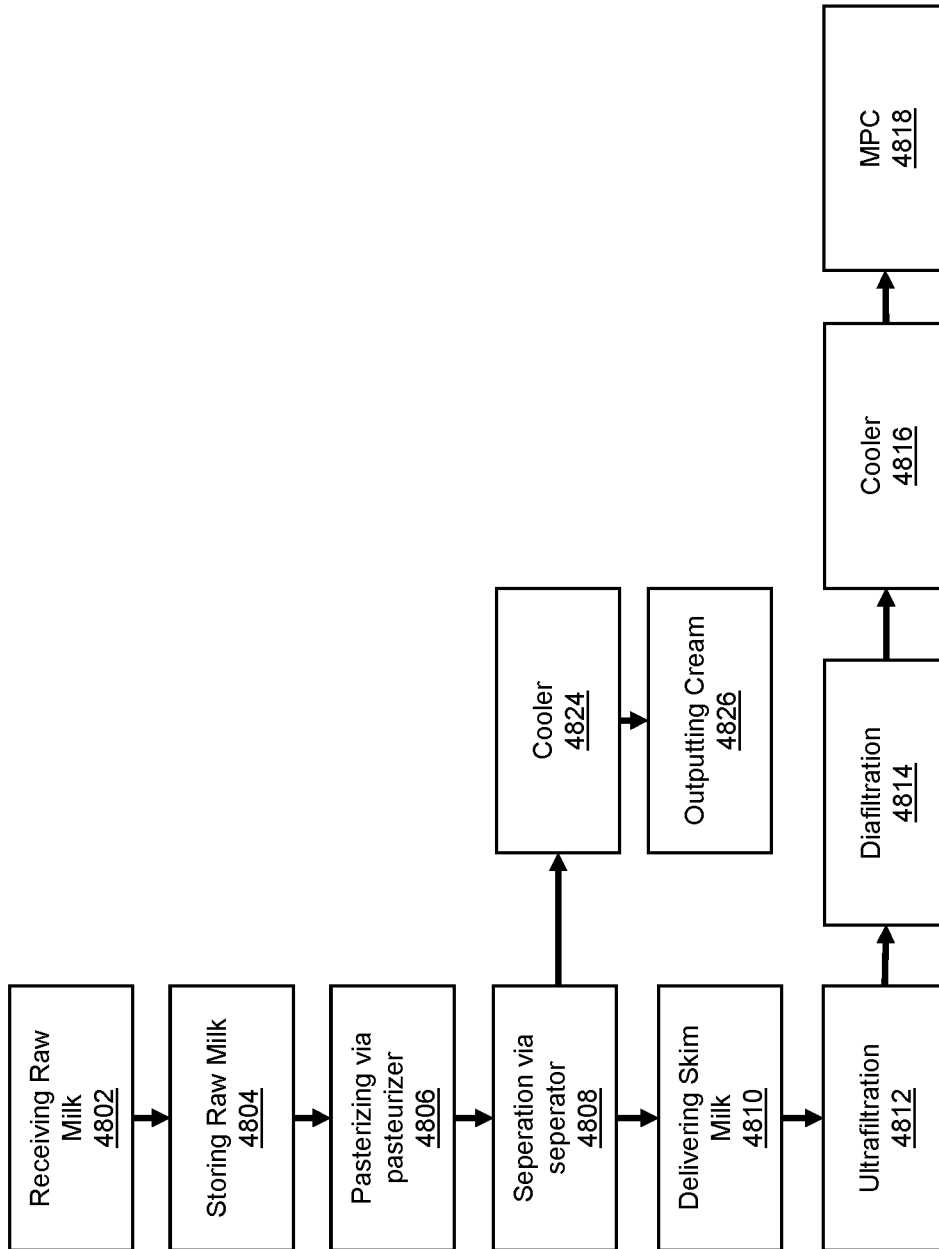 Receiving Raw
Milk
4802
Storing Raw Milk
4804
Pasterizing via
pasteurizer
4806
Seperation via
seperator
4808
Cooler
4824
Outputting Cream
4826
Delivering Skim
Milk
4810
Ultrafiltration
4812
Diafiltration
4814
Cooler
4816
MPC
4818